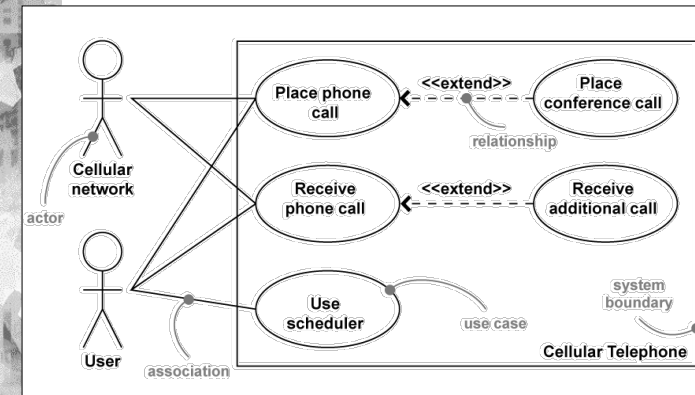 Place phone
call
<<extend>>
Place
conference call
relationship
Cellular
network
actor
Receive
phone call
<<extend>>
Receive
additional call
User
association
Use
scheduler
use case
system
boundary
Cellular Telephone